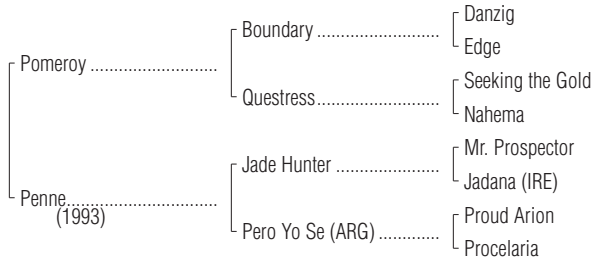 Danzig
Boundary ....................
Edge
Pomeroy .....................
Seeking the Gold
Questress....................
Nahema
Mr. Prospector
Jade Hunter .................
Jadana (IRE)
Penne.........................
(1993)
Proud Arion
Pero Yo Se (ARG) .............
Procelaria